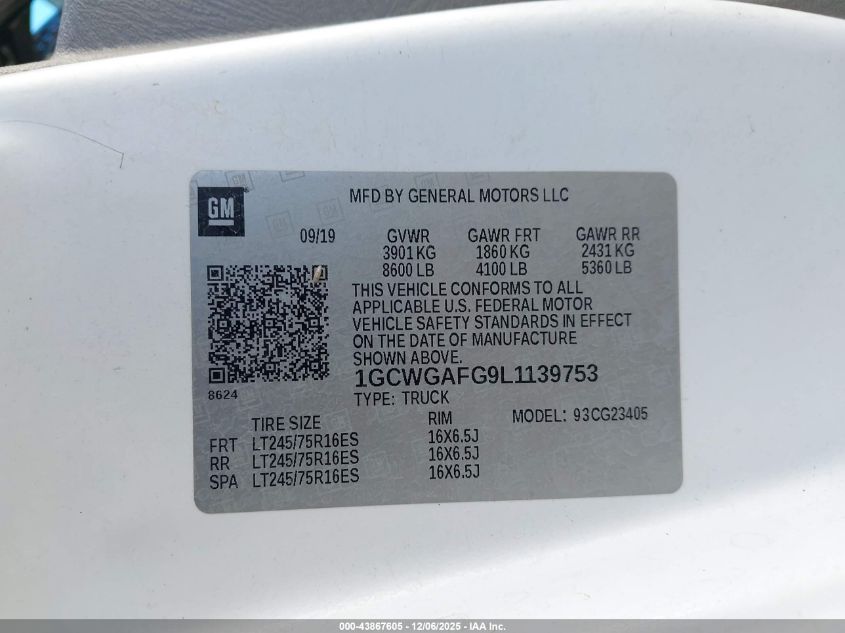 GM
MFD BY GENERAL MOTORS LLC
09/19 GVWR GAWR FRT GAWR RR
3901 KG 1860 KG 2431 KG
8600 LB 4100 LB 5360 LB
THIS VEHICLE CONFORMS TO ALL
APPLICABLE U.S. FEDERAL MOTOR
VEHICLE SAFETY STANDARDS IN EFFECT
ON THE DATE OF MANUFACTURE
SHOWN ABOVE.
1GCWGAFG9L1139753
8624
TYPE: TRUCK
TIRE SIZE RIM MODEL: 93CG23405
FRT LT245/75R16ES 16X6.5J
RR LT245/75R16ES 16X6.5J
SPA LT245/75R16ES 16X6.5J
000-43867605 - 12/06/2025 - IAA Inc.